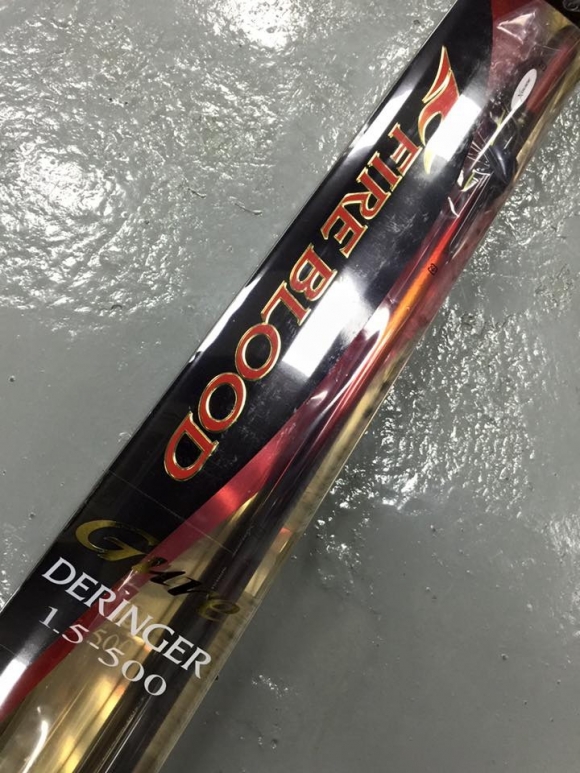 FIRE BLOOD
Gure
DERINGER
1.5-500